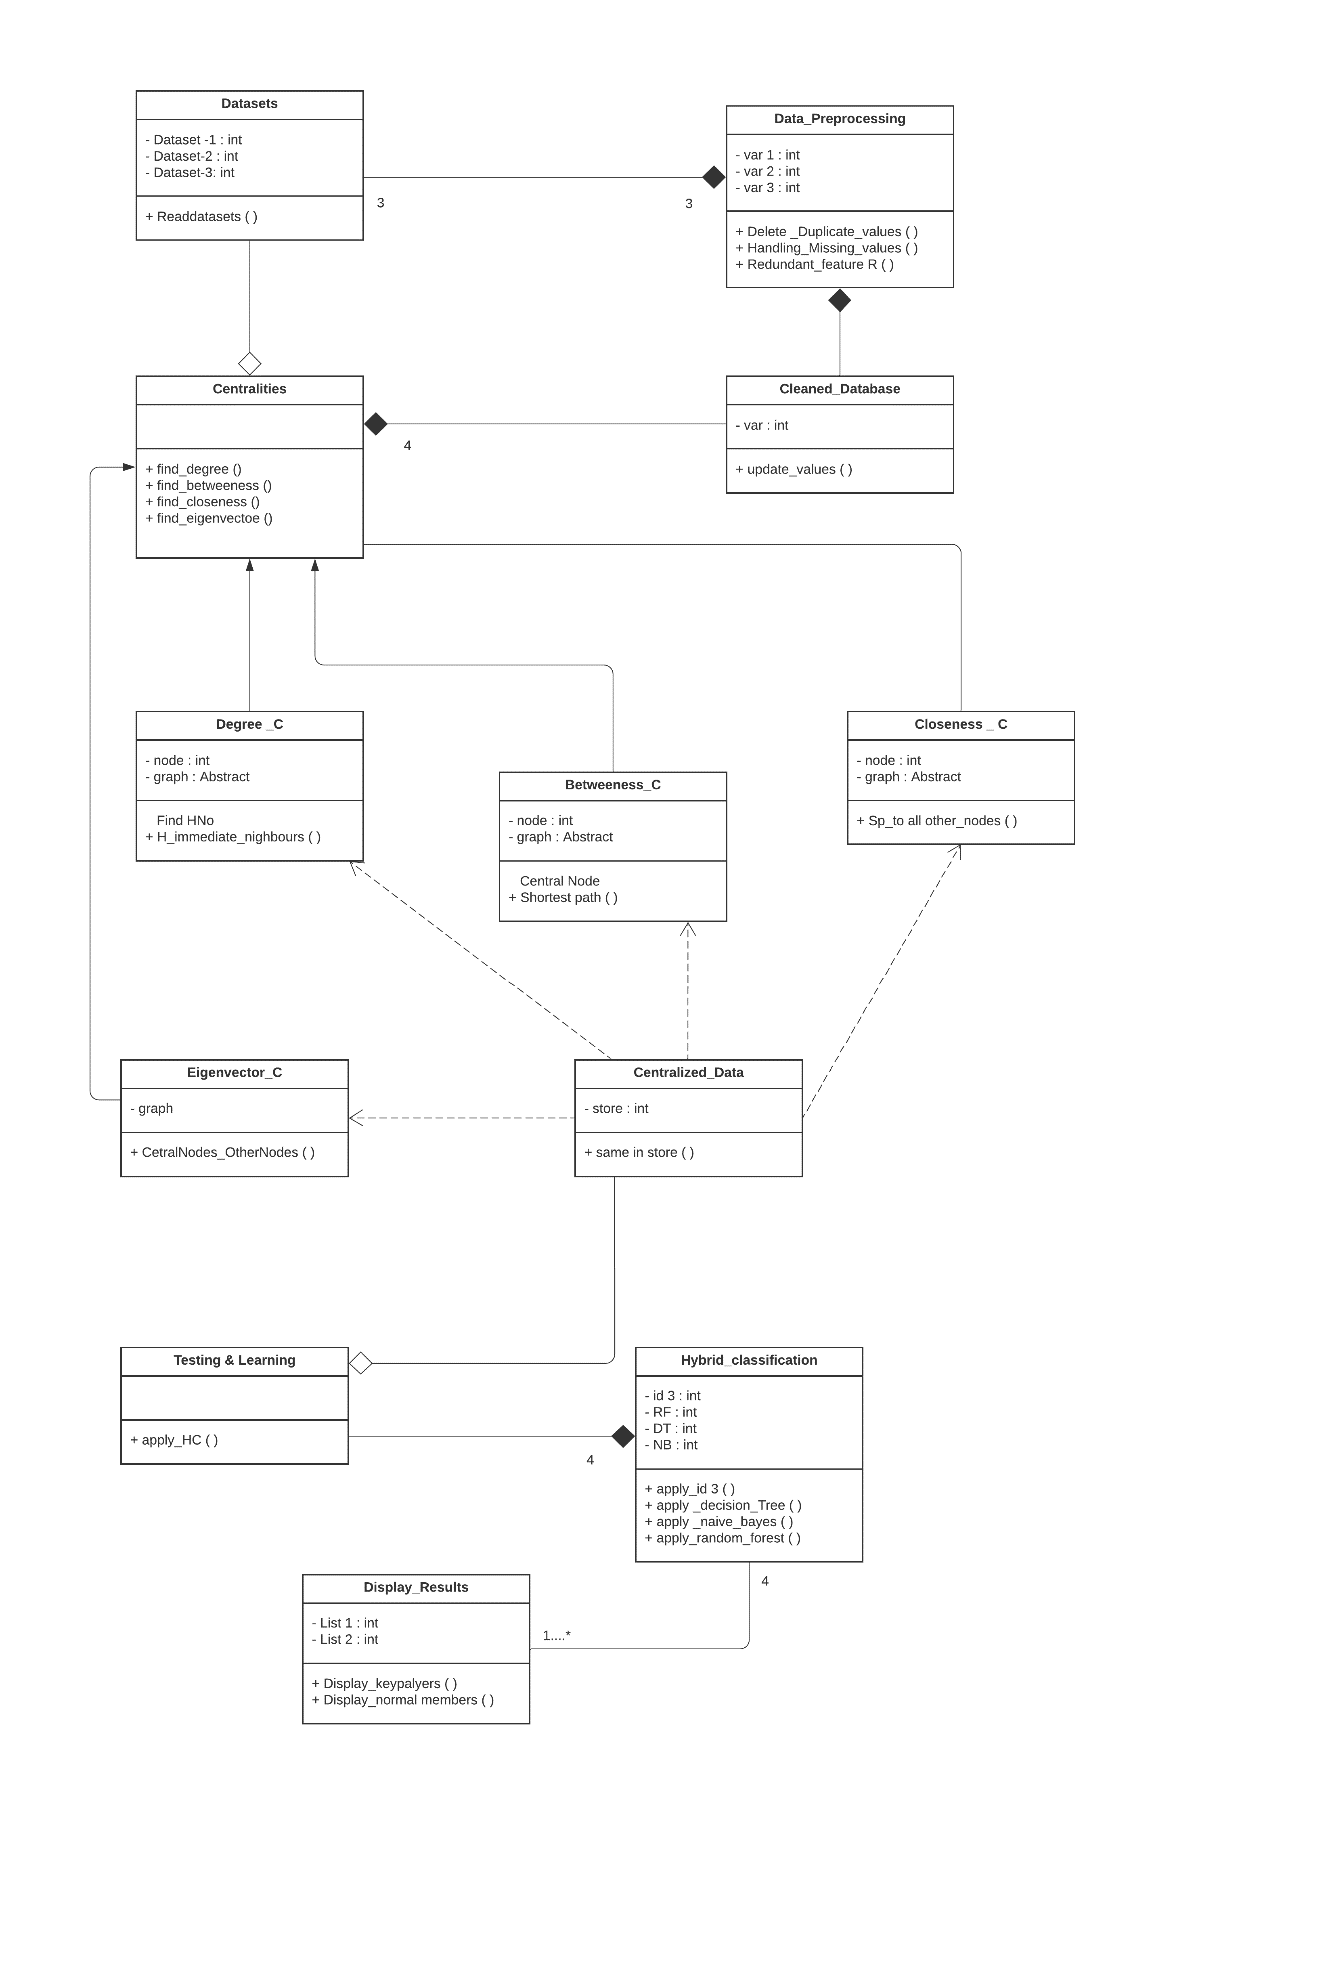 Datasets
- Dataset -1 : int
- Dataset-2 : int
- Dataset-3: int
+ Readdatasets ( )
Data_Preprocessing
- var 1 : int
- var 2 : int
- var 3 : int
+ Delete _Duplicate_values ( )
+ Handling_Missing_values ( )
+ Redundant_feature R ( )
3
3
Centralities
+ find_degree ()
+ find_betweeness ()
+ find_closeness ()
+ find_eigenvectoe ()
4
Cleaned_Database
- var : int
+ update_values ( )
Degree _C
- node : int
- graph : Abstract
Find HNo
+ H_immediate_nighbours ( )
Betweeness_C
- node : int
- graph : Abstract
Central Node
+ Shortest path ( )
Closeness _ C
- node : int
- graph : Abstract
+ Sp_to all other_nodes ( )
Eigenvector_C
- graph
+ CetralNodes_OtherNodes ( )
Centralized_Data
- store : int
+ same in store ( )
Testing & Learning
+ apply_HC ( )
4
Hybrid_classification
- id 3 : int
- RF : int
- DT : int
- NB : int
+ apply_id 3 ( )
+ apply _decision_Tree ( )
+ apply _naive_bayes ( )
+ apply_random_forest ( )
4
1....*
Display_Results
- List 1 : int
- List 2 : int
+ Display_keypalyers ( )
+ Display_normal members ( )